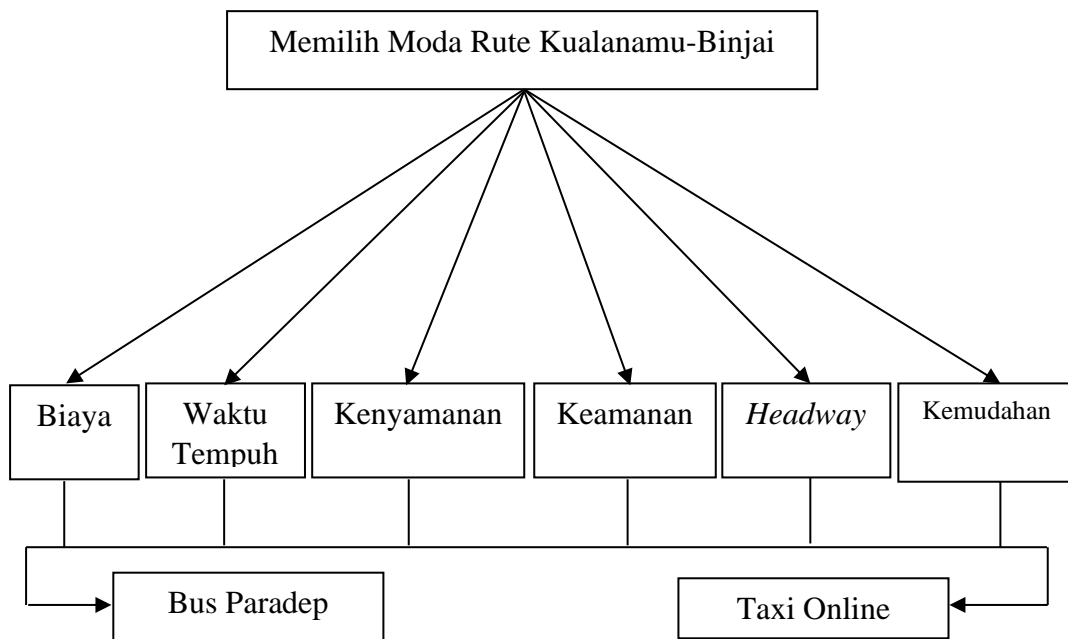 Memilih Moda Rute Kualanamu-Binjai
Biaya
Waktu
Tempuh
Kenyamanan
Keamanan
Headway
Kemudahan
Bus Paradep
Taxi Online